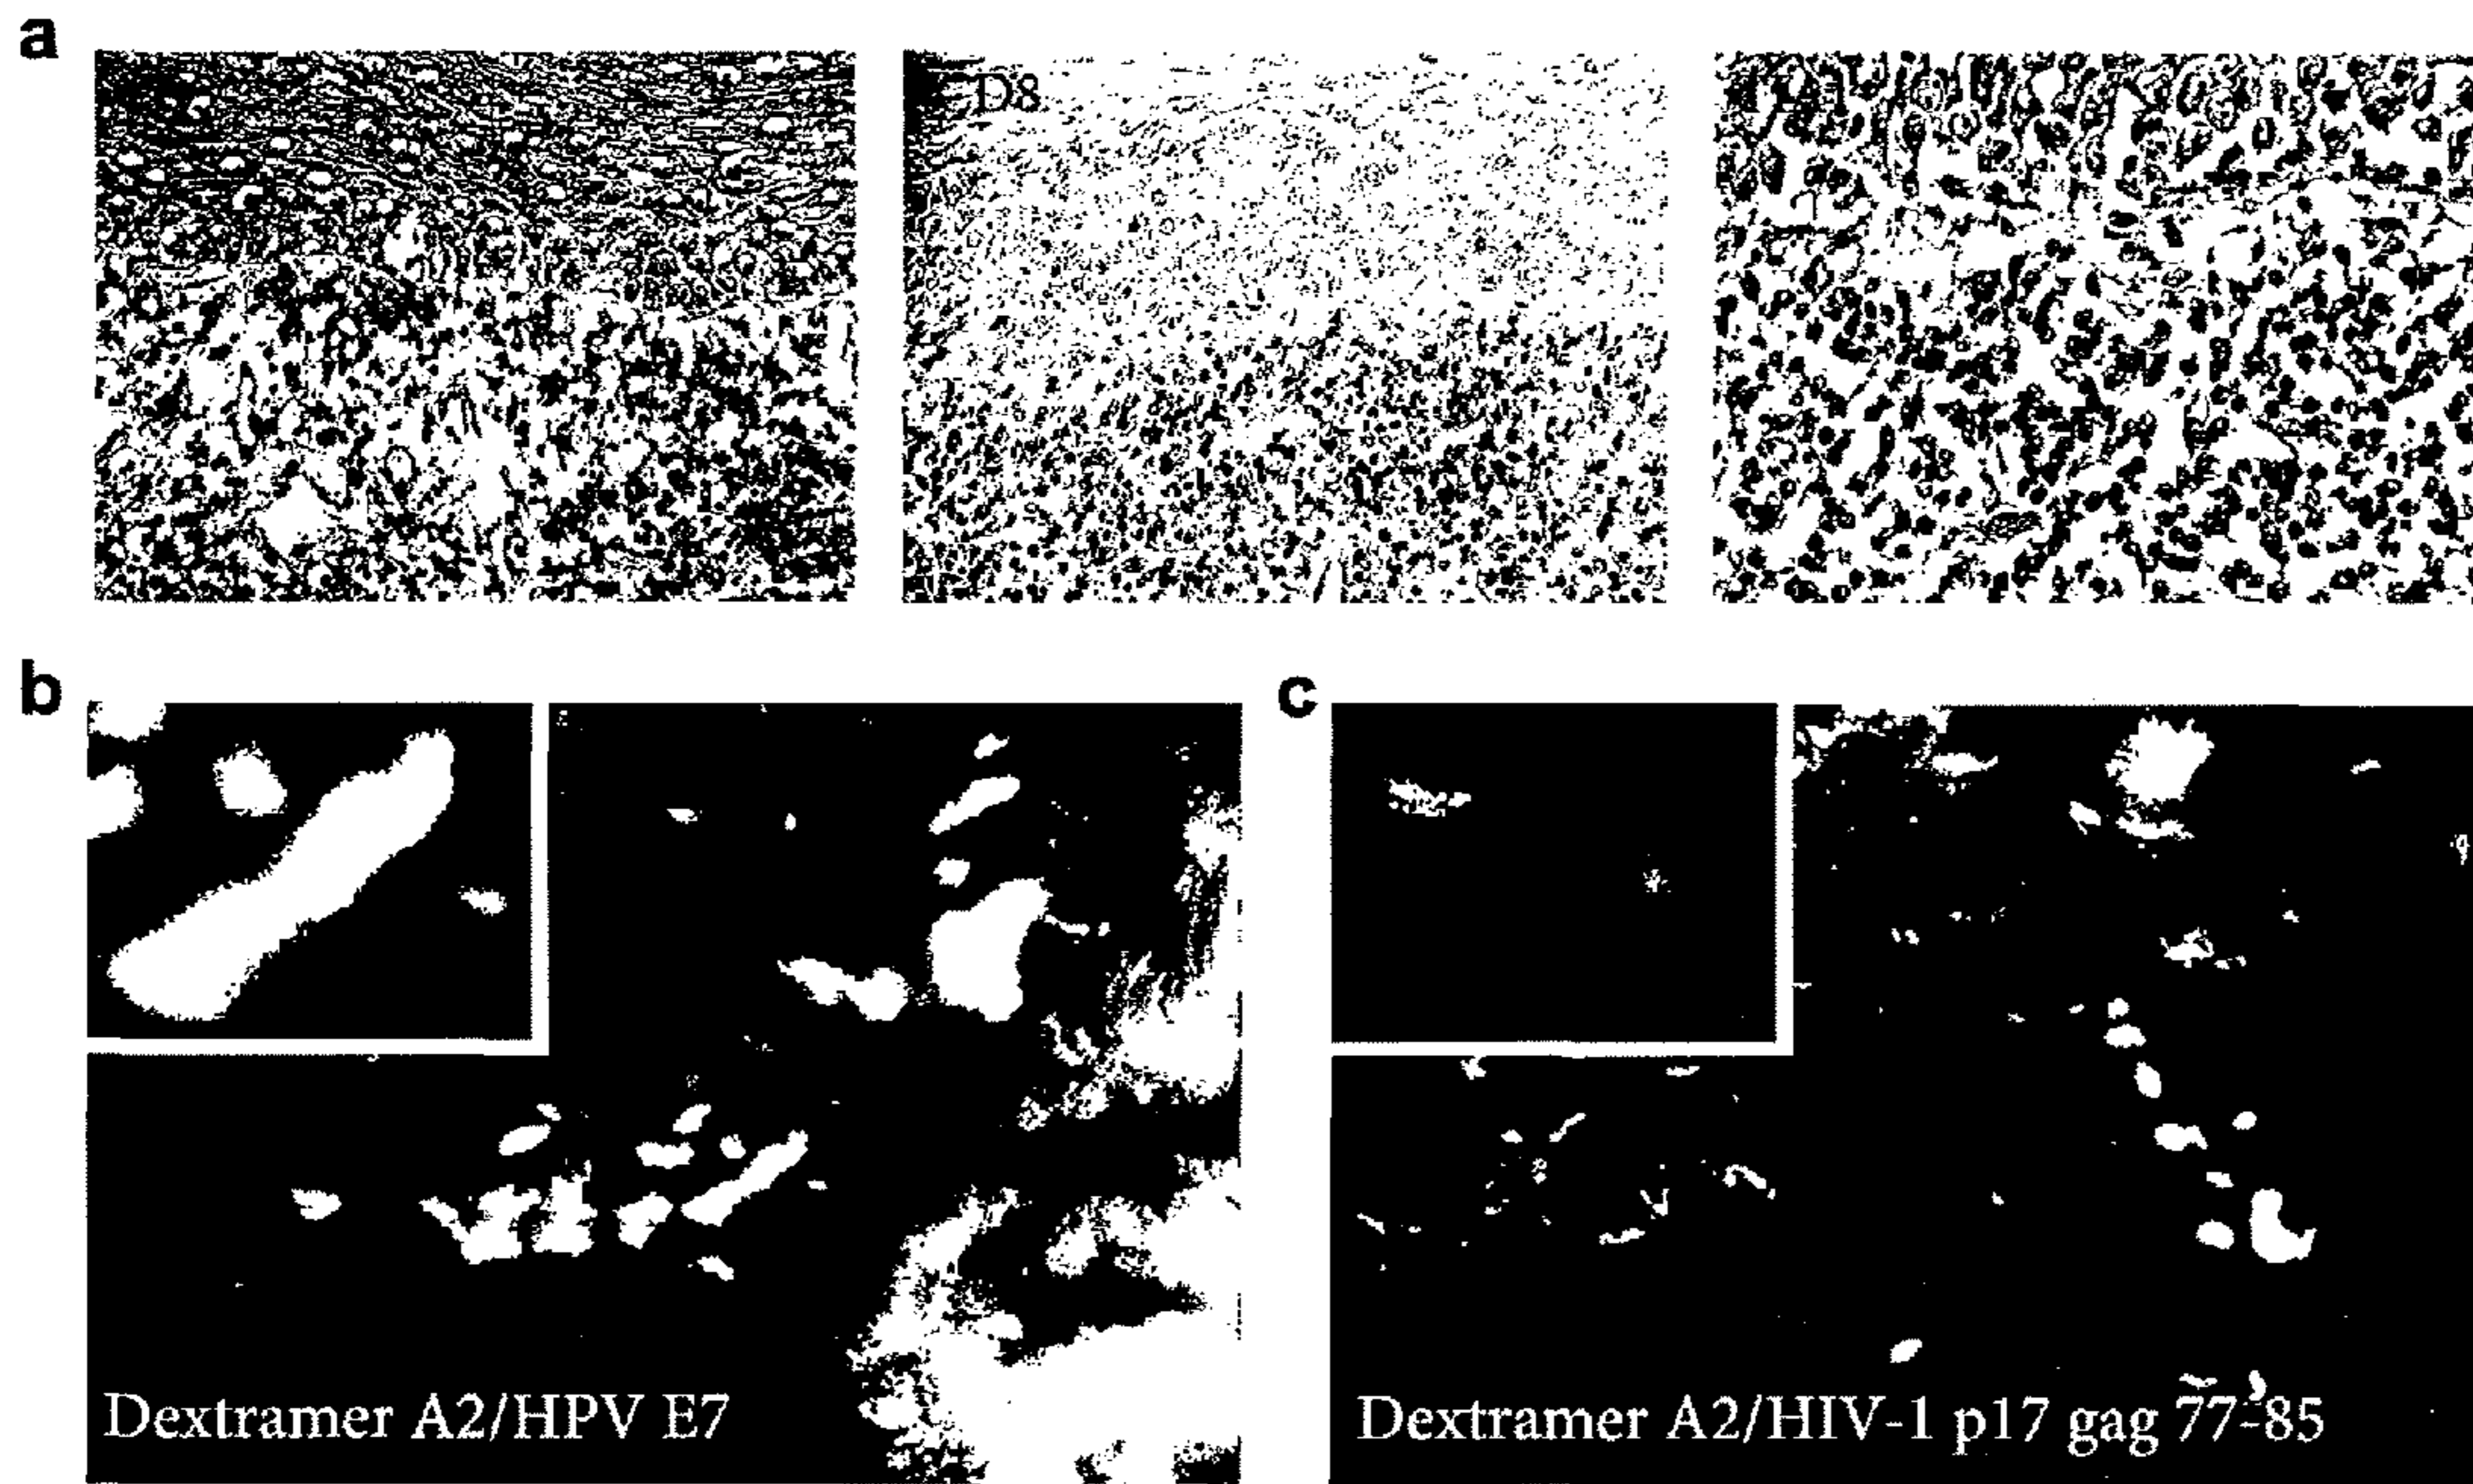 a
D8
b
c
Dextramer A2/HPV E7
Dextramer A2/HIV-1 p17 gag 77-85